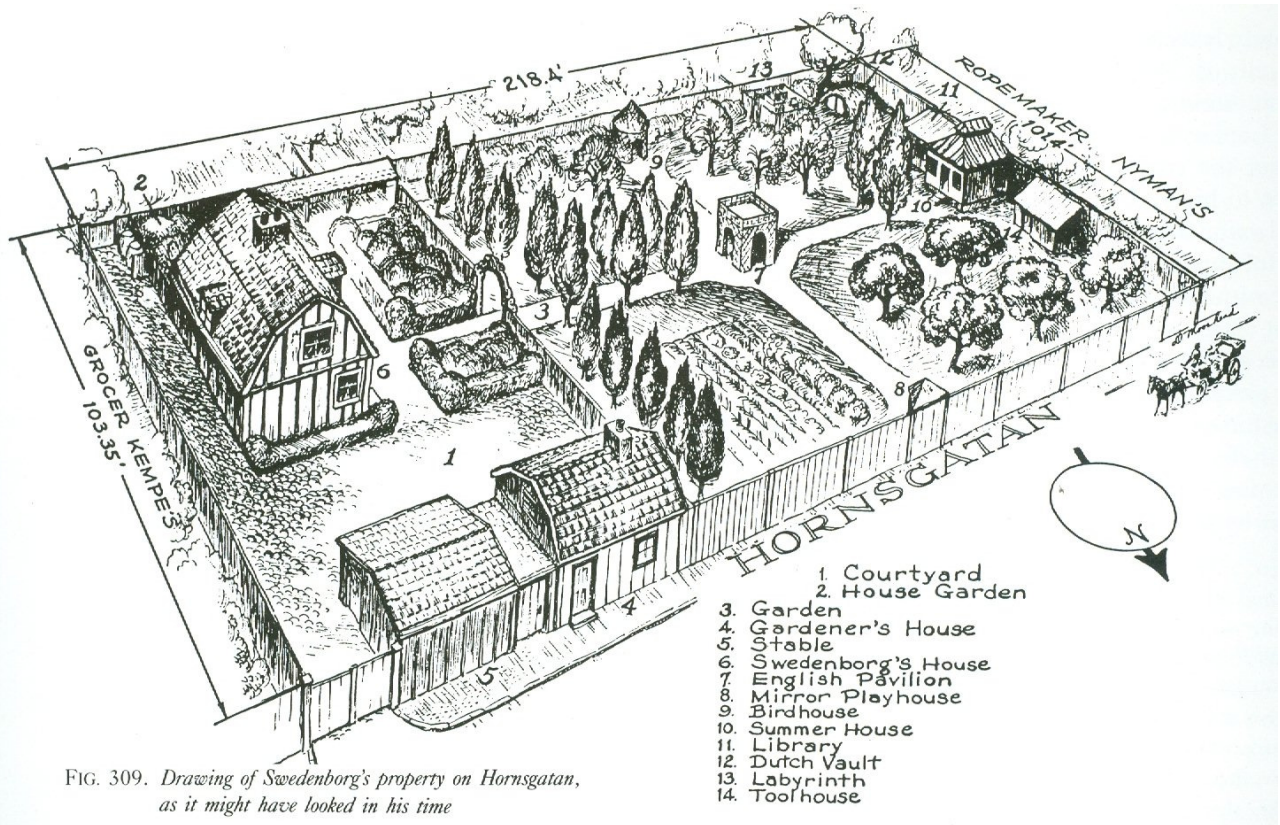 218.4'
ROPEMAKER NYMAN'S
101.4'
GROCER KEMPE'S
103.35'
HORNSGATAN
N
1
2
3
4
5
6
7
8
9
10
11
12
13
14
1. Courtyard
2. House Garden
3. Garden
4. Gardener's House
5. Stable
6. Swedenborg's House
7. English Pavilion
8. Mirror Playhouse
9. Birdhouse
10. Summer House
11. Library
12. Dutch Vault
13. Labyrinth
14. Toolhouse
FIG. 309. Drawing of Swedenborg's property on Hornsgatan,
as it might have looked in his time